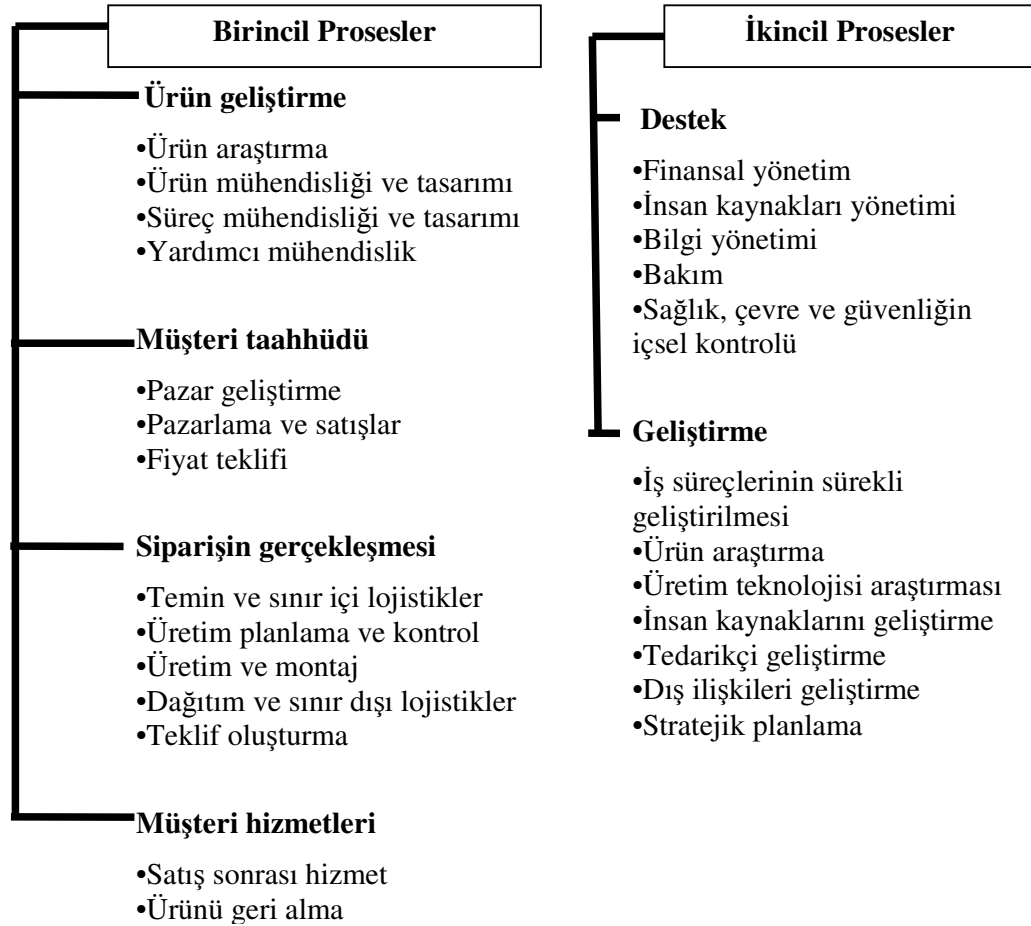 Birincil Prosesler
Ürün geliştirme
•Ürün araştırma
•Ürün mühendisliği ve tasarımı
•Süreç mühendisliği ve tasarımı
•Yardımcı mühendislik
Müşteri taahhüdü
•Pazar geliştirme
•Pazarlama ve satışlar
•Fiyat teklifi
Siparişin gerçekleşmesi
•Temin ve sınır içi lojistikler
•Üretim planlama ve kontrol
•Üretim ve montaj
•Dağıtım ve sınır dışı lojistikler
•Teklif oluşturma
Müşteri hizmetleri
•Satış sonrası hizmet
•Ürünü geri alma
İkincil Prosesler
Destek
•Finansal yönetim
•İnsan kaynakları yönetimi
•Bilgi yönetimi
•Bakım
•Sağlık, çevre ve güvenliğin
içsel kontrolü
Geliştirme
•İş süreçlerinin sürekli
geliştirilmesi
•Ürün araştırma
•Üretim teknolojisi araştırması
•İnsan kaynaklarını geliştirme
•Tedarikçi geliştirme
•Dış ilişkileri geliştirme
•Stratejik planlama